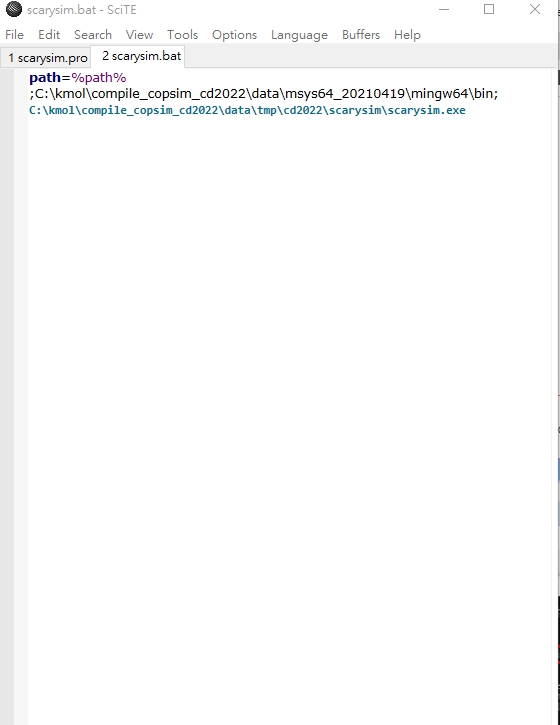 scarysim.bat - SciTE
File Edit Search View Tools Options Language Buffers Help
1 scarysim.pro 2 scarysim.bat
path=%path%
;C:\kmol\compile_copsim_cd2022\data\msys64_20210419\mingw64\bin;
C:\kmol\compile_copsim_cd2022\data\tmp\cd2022\scarysim\scarysim.exe